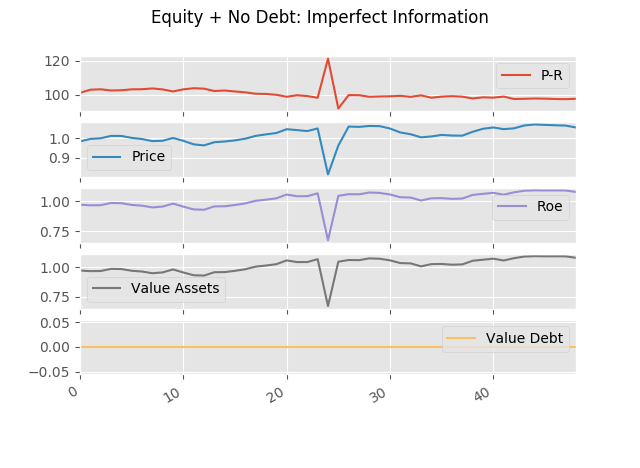 Equity + No Debt: Imperfect Information
120
100
P-R
1.0
0.9
Price
1.00
0.75
Roe
1.00
0.75
Value Assets
0.05
0.00
−0.05
Value Debt
0 10 20 30 40